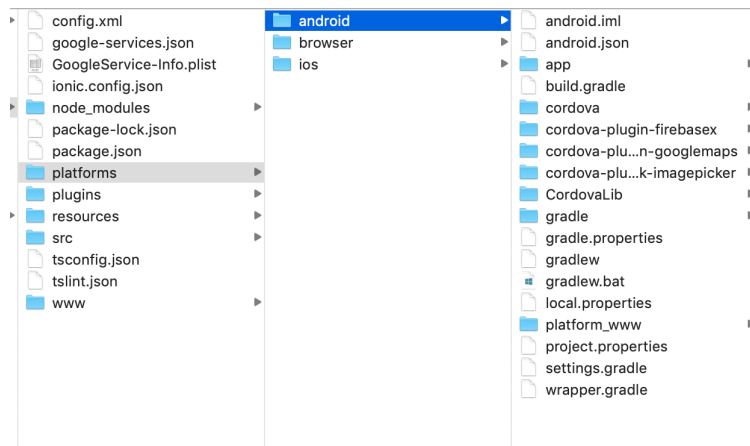 config.xml
google-services.json
GoogleService-Info.plist
ionic.config.json
node_modules
package-lock.json
package.json
platforms
plugins
resources
src
tsconfig.json
tslint.json
www
android
browser
ios
android.iml
android.json
app
build.gradle
cordova
cordova-plugin-firebasex
cordova-plu...n-googlemaps
cordova-plu...k-imagepicker
CordovaLib
gradle
gradle.properties
gradlew
gradlew.bat
local.properties
platform_www
project.properties
settings.gradle
wrapper.gradle